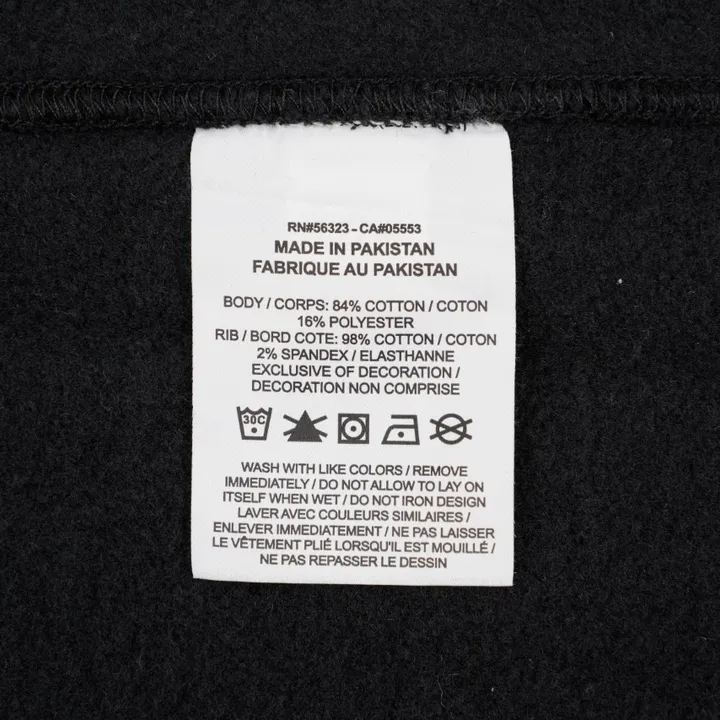 RN#56323 - CA#05553
MADE IN PAKISTAN
FABRIQUE AU PAKISTAN
BODY / CORPS: 84% COTTON / COTON
16% POLYESTER
RIB / BORD COTE: 98% COTTON / COTON
2% SPANDEX / ELASTHANNE
EXCLUSIVE OF DECORATION /
DECORATION NON COMPRISE
30C
WASH WITH LIKE COLORS / REMOVE
IMMEDIATELY / DO NOT ALLOW TO LAY ON
ITSELF WHEN WET / DO NOT IRON DESIGN
LAVER AVEC COULEURS SIMILAIRES /
ENLEVER IMMEDIATEMENT / NE PAS LAISSER
LE VÊTEMENT PLIÉ LORSQU'IL EST MOUILLÉ /
NE PAS REPASSER LE DESSIN